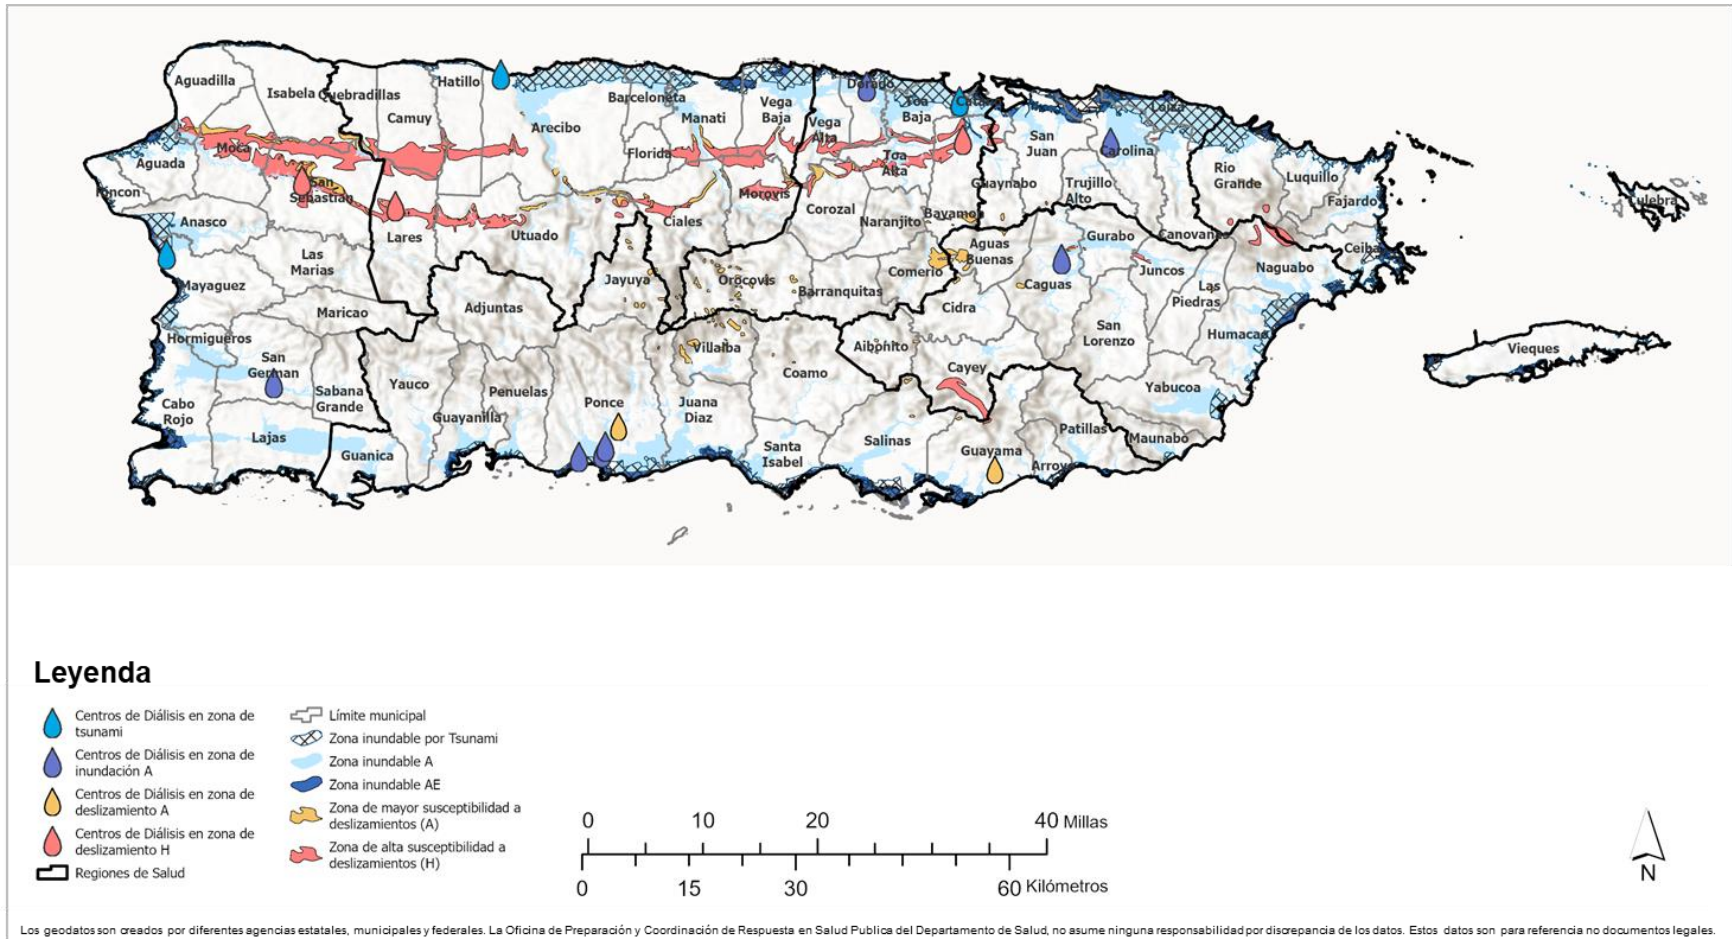 Aguadilla
Isabela
Quebradillas
Hatillo
Camuy
Arecibo
Barceloneta
Manati
Vega
Baja
Dorado
Vega
Alta
Toa
Baja
Catano
Loiza
San
Juan
Carolina
Moca
Aguada
Rincon
San
Sebastian
Florida
Toa
Alta
Morovis
Ciales
Corozal
Naranjito
Bayamon
Guaynabo
Trujillo
Alto
Rio
Grande
Luquillo
Fajardo
Culebra
Anasco
Lares
Utuado
Las
Marias
Mayaguez
Maricao
Jayuya
Orocovis
Barranquitas
Comerio
Aguas
Buenas
Gurabo
Canovanas
Juncos
Naguabo
Ceiba
Caguas
Cidra
Las
Piedras
Humacao
San
Lorenzo
Adjuntas
Hormigueros
San
German
Sabana
Grande
Cabo
Rojo
Lajas
Yauco
Guanica
Guayanilla
Penuelas
Ponce
Villalba
Juana
Diaz
Coamo
Aibonito
Cayey
Santa
Isabel
Salinas
Guayama
Arroyo
Patillas
Maunabo
Yabucoa
Vieques
Leyenda
Centros de Diálisis en zona de
tsunami
Centros de Diálisis en zona de
inundación A
Centros de Diálisis en zona de
deslizamiento A
Centros de Diálisis en zona de
deslizamiento H
Regiones de Salud
Límite municipal
Zona inundable por Tsunami
Zona inundable A
Zona inundable AE
Zona de mayor susceptibilidad a
deslizamientos (A)
Zona de alta susceptibilidad a
deslizamientos (H)
0 10 20 40 Millas
0 15 30 60 Kilómetros
N
Los geodatos son creados por diferentes agencias estatales, municipales y federales. La Oficina de Preparación y Coordinación de Respuesta en Salud Publica del Departamento de Salud, no asume ninguna responsabilidad por discrepancia de los datos. Estos datos son para referencia no documentos legales.